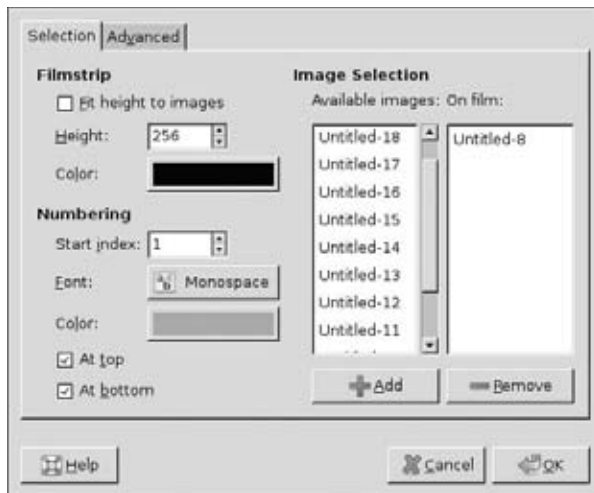 Selection Advanced
Filmstrip
Fit height to images
Height: 256
Color:
Numbering
Start index: 1
Font: Monospace
Color:
At top
At bottom
Image Selection
Available images: On film:
Untitled-18
Untitled-17
Untitled-16
Untitled-15
Untitled-14
Untitled-13
Untitled-12
Untitled-11
Untitled-8
Add Remove
Help Cancel OK